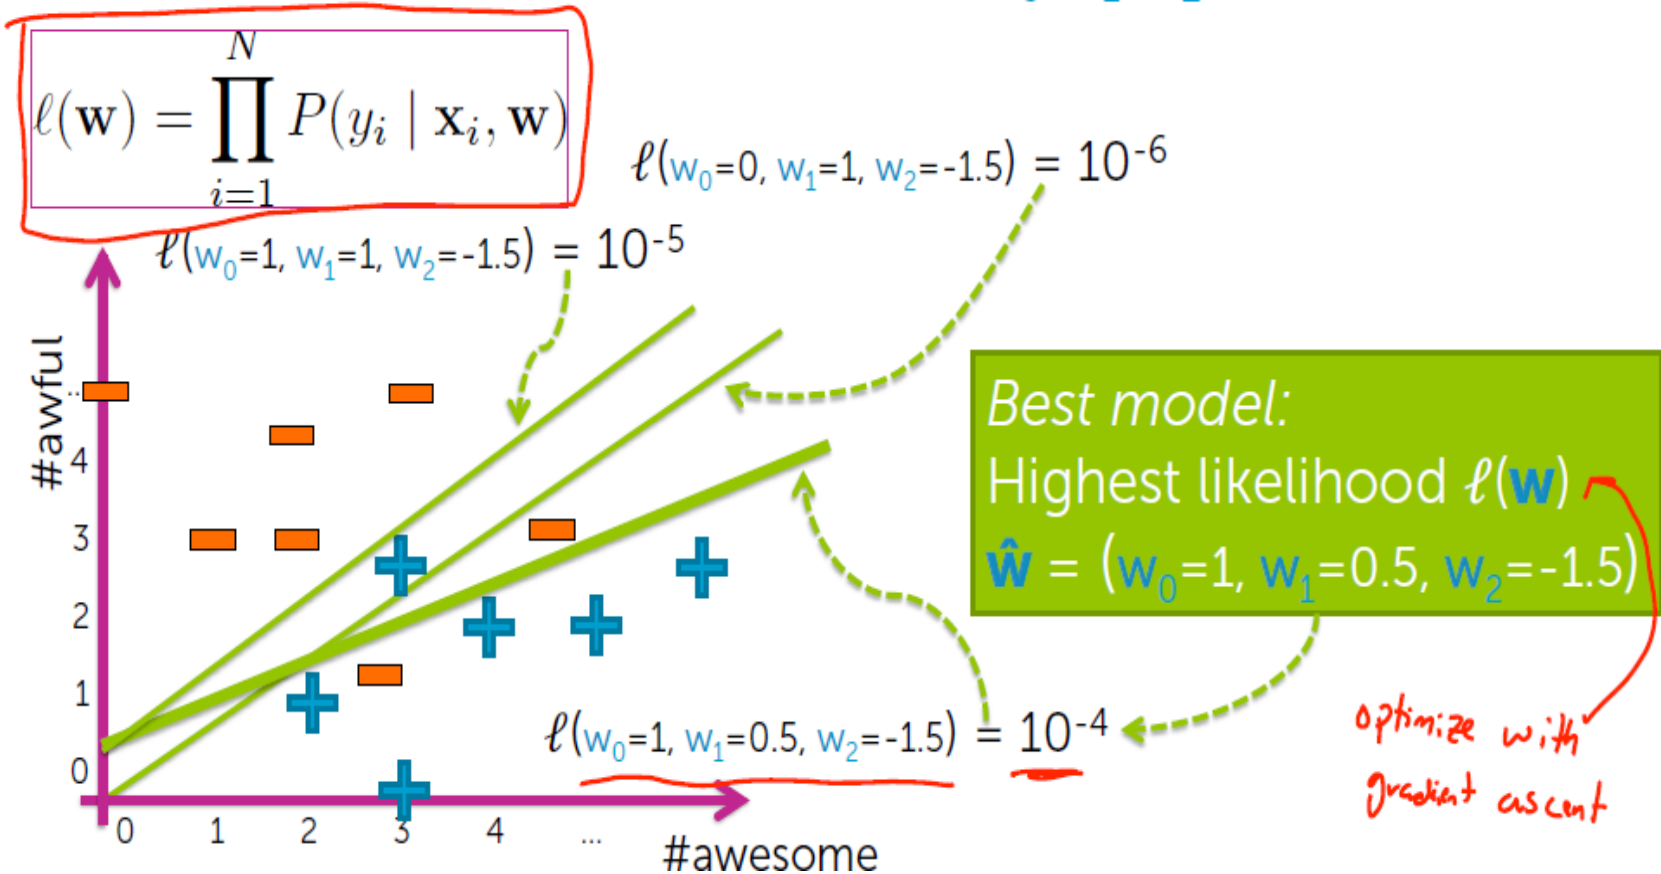 ℓ(w) = ∏_{i=1}^{N} P(y_i | x_i, w)
ℓ(w₀=0, w₁=1, w₂=-1.5) = 10⁻⁶
ℓ(w₀=1, w₁=1, w₂=-1.5) = 10⁻⁵
#awful
...
4
3
2
1
0
Best model:
Highest likelihood ℓ(w)
ŵ = (w₀=1, w₁=0.5, w₂=-1.5)
ℓ(w₀=1, w₁=0.5, w₂=-1.5) = 10⁻⁴
optimize with
gradient ascent
0 1 2 3 4 ...
#awesome